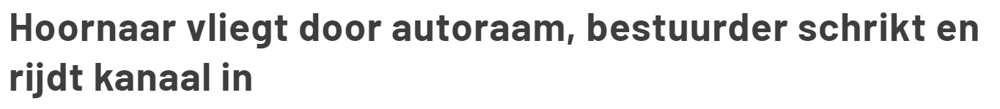 Hoornaar vliegt door autoraam, bestuurder schrikt en
rijdt kanaal in